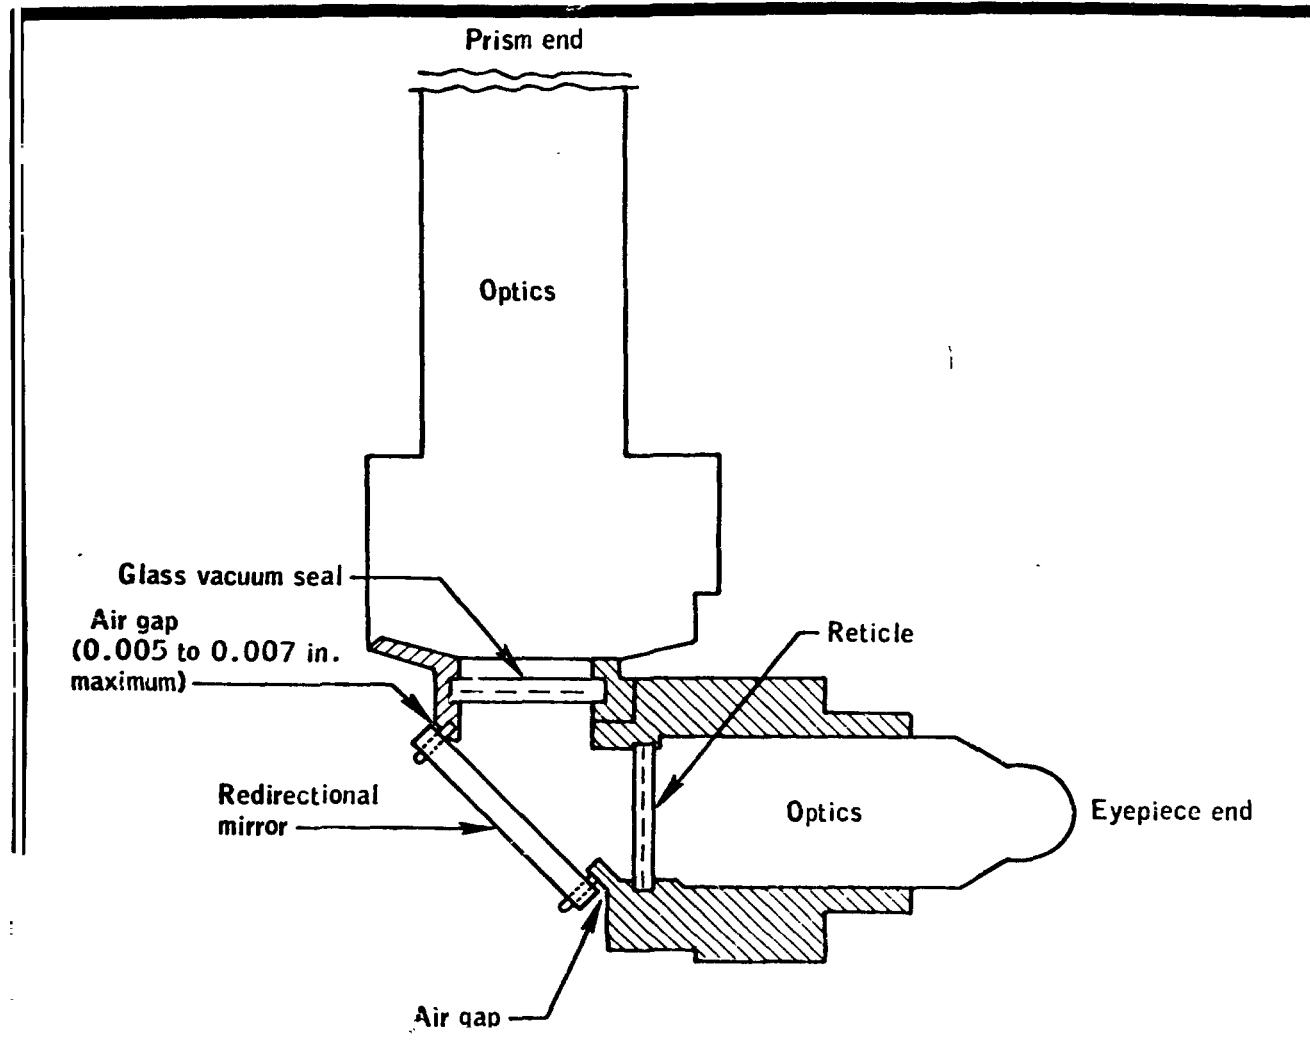 Prism end
Optics
Glass vacuum seal
Air gap
(0.005 to 0.007 in.
maximum)
Reticle
Redirectional
mirror
Optics
Eyepiece end
Air gap